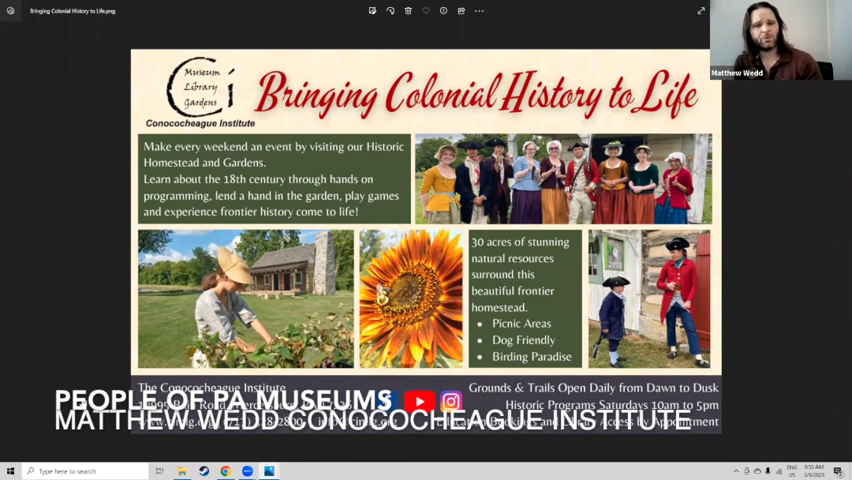 Bringing Colonial History to Life.png
Matthew Wedd
Museum
Library
Gardens
Conococheague Institute
Bringing Colonial History to Life
Make every weekend an event by visiting our Historic
Homestead and Gardens.
Learn about the 18th century through hands on
programming, lend a hand in the garden, play games
and experience frontier history come to life!
30 acres of stunning
natural resources
surround this
beautiful frontier
homestead.
• Picnic Areas
• Dog Friendly
• Birding Paradise
The Conococheague Institute
Grounds & Trails Open Daily from Dawn to Dusk
Historic Programs Saturdays 10am to 5pm
by Appointment
PEOPLE OF PA MUSEUMS
MATTHEW WEDD CONOCOCHEAGUE INSTITUTE
Type here to search
ENG
US
9:55 AM